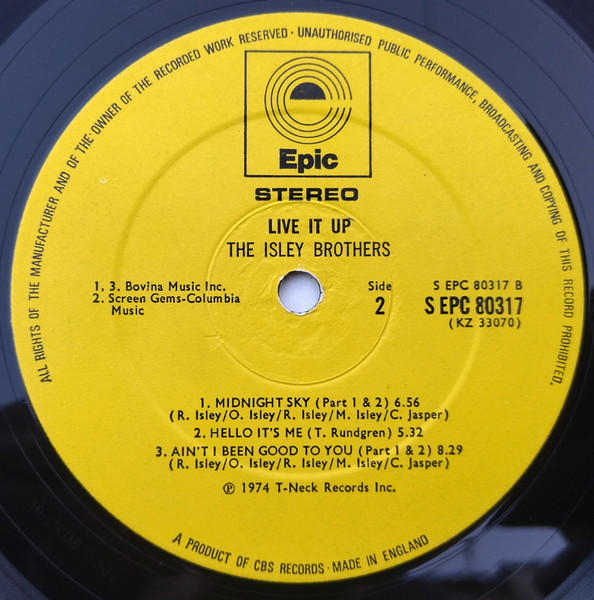 ALL RIGHTS OF THE MANUFACTURER AND OF THE OWNER OF THE RECORDED WORK RESERVED · UNAUTHORISED PUBLIC PERFORMANCE, BROADCASTING AND COPYING OF THIS RECORD PROHIBITED.
Epic
STEREO
LIVE IT UP
THE ISLEY BROTHERS
1, 3. Bovina Music Inc.
2. Screen Gems-Columbia
Music
Side
2
S EPC 80317 B
S EPC 80317
(KZ 33070)
1. MIDNIGHT SKY (Part 1 & 2) 6.56
(R. Isley/O. Isley/R. Isley/M. Isley/C. Jasper)
2. HELLO IT'S ME (T. Rundgren) 5.32
3. AIN'T I BEEN GOOD TO YOU (Part 1 & 2) 8.29
(R. Isley/O. Isley/R. Isley/M. Isley/C. Jasper)
℗ 1974 T-Neck Records Inc.
A PRODUCT OF CBS RECORDS · MADE IN ENGLAND